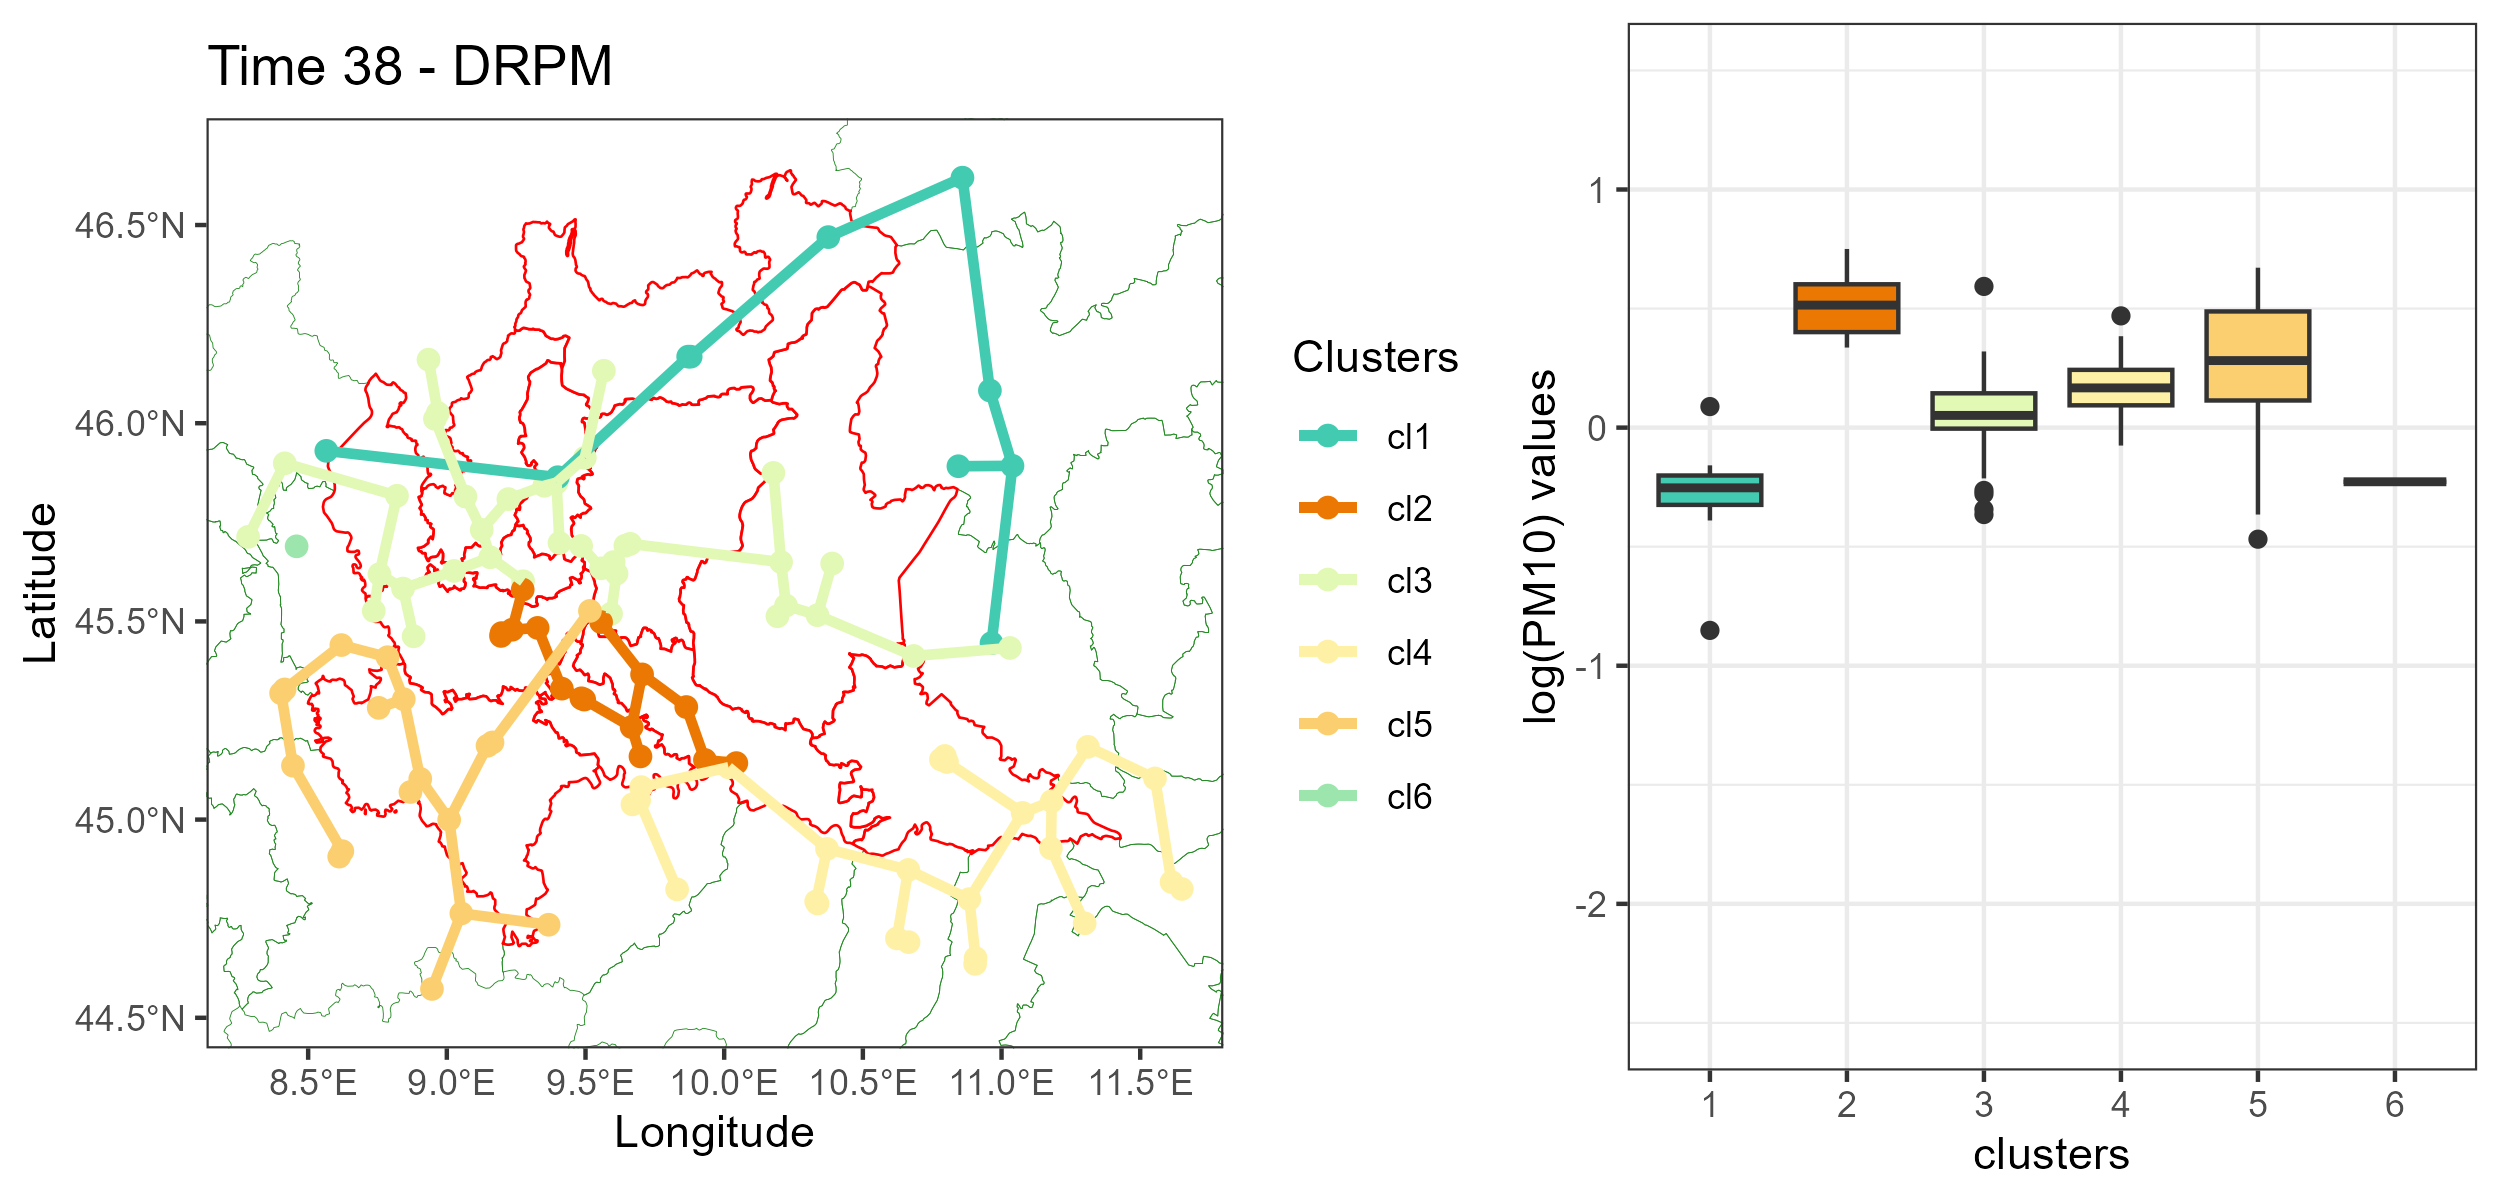 Time 38 - DRPM
Latitude
46.5°N
46.0°N
45.5°N
45.0°N
44.5°N
8.5°E
9.0°E
9.5°E
10.0°E
10.5°E
11.0°E
11.5°E
Longitude
Clusters
cl1
cl2
cl3
cl4
cl5
cl6
log(PM10) values
1
0
-1
-2
1
2
3
4
5
6
clusters